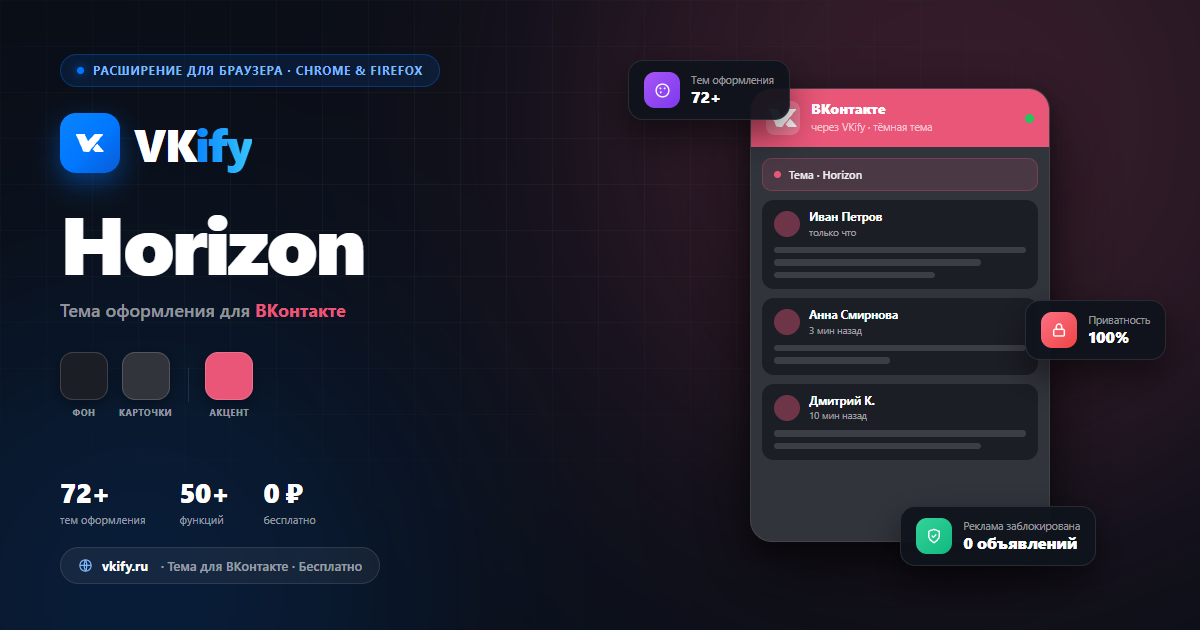 РАСШИРЕНИЕ ДЛЯ БРАУЗЕРА · CHROME & FIREFOX
VKify
Horizon
Тема оформления для ВКонтакте
ФОН
КАРТОЧКИ
АКЦЕНТ
72+
тем оформления
50+
функций
0 ₽
бесплатно
vkify.ru · Тема для ВКонтакте · Бесплатно
Тем оформления
72+
ВКонтакте
через VKify · тёмная тема
Тема · Horizon
Иван Петров
только что
Анна Смирнова
3 мин назад
Приватность
100%
Дмитрий К.
10 мин назад
Реклама заблокирована
0 объявлений